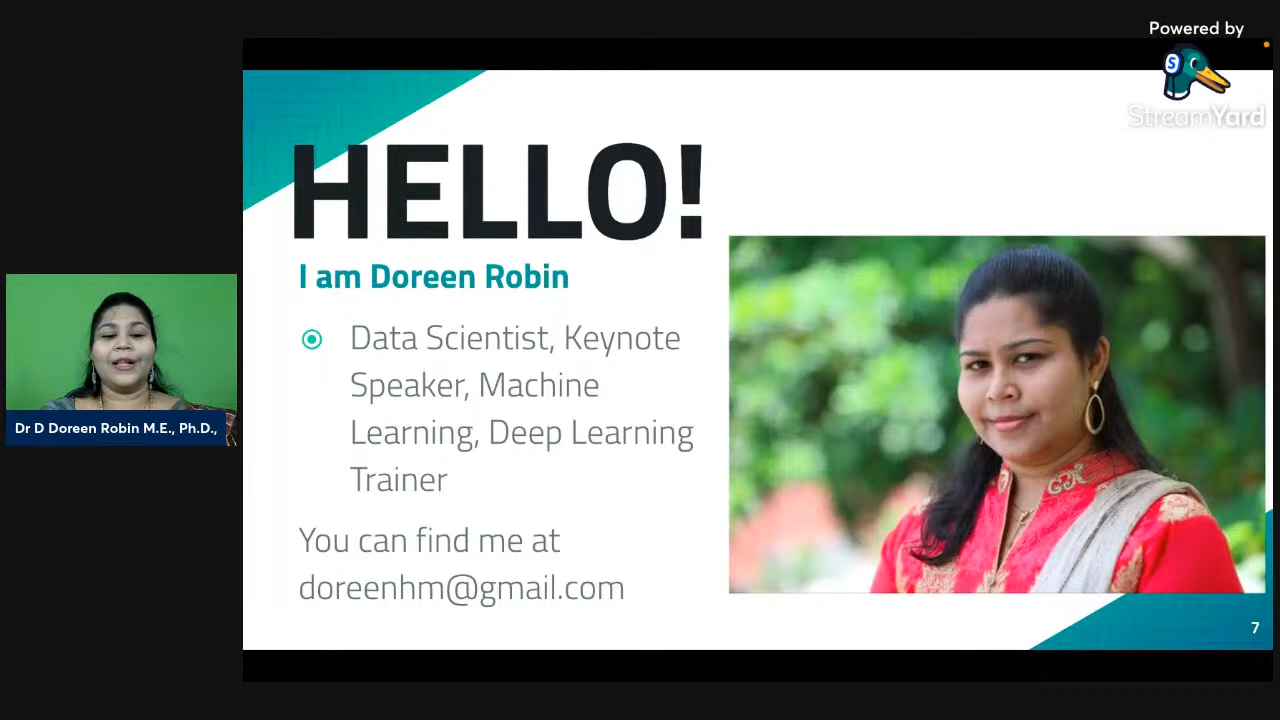 Powered by
S
StreamYard
HELLO!
I am Doreen Robin
Data Scientist, Keynote
Speaker, Machine
Learning, Deep Learning
Trainer
You can find me at
doreenhm@gmail.com
Dr D Doreen Robin M.E., Ph.D.,
7